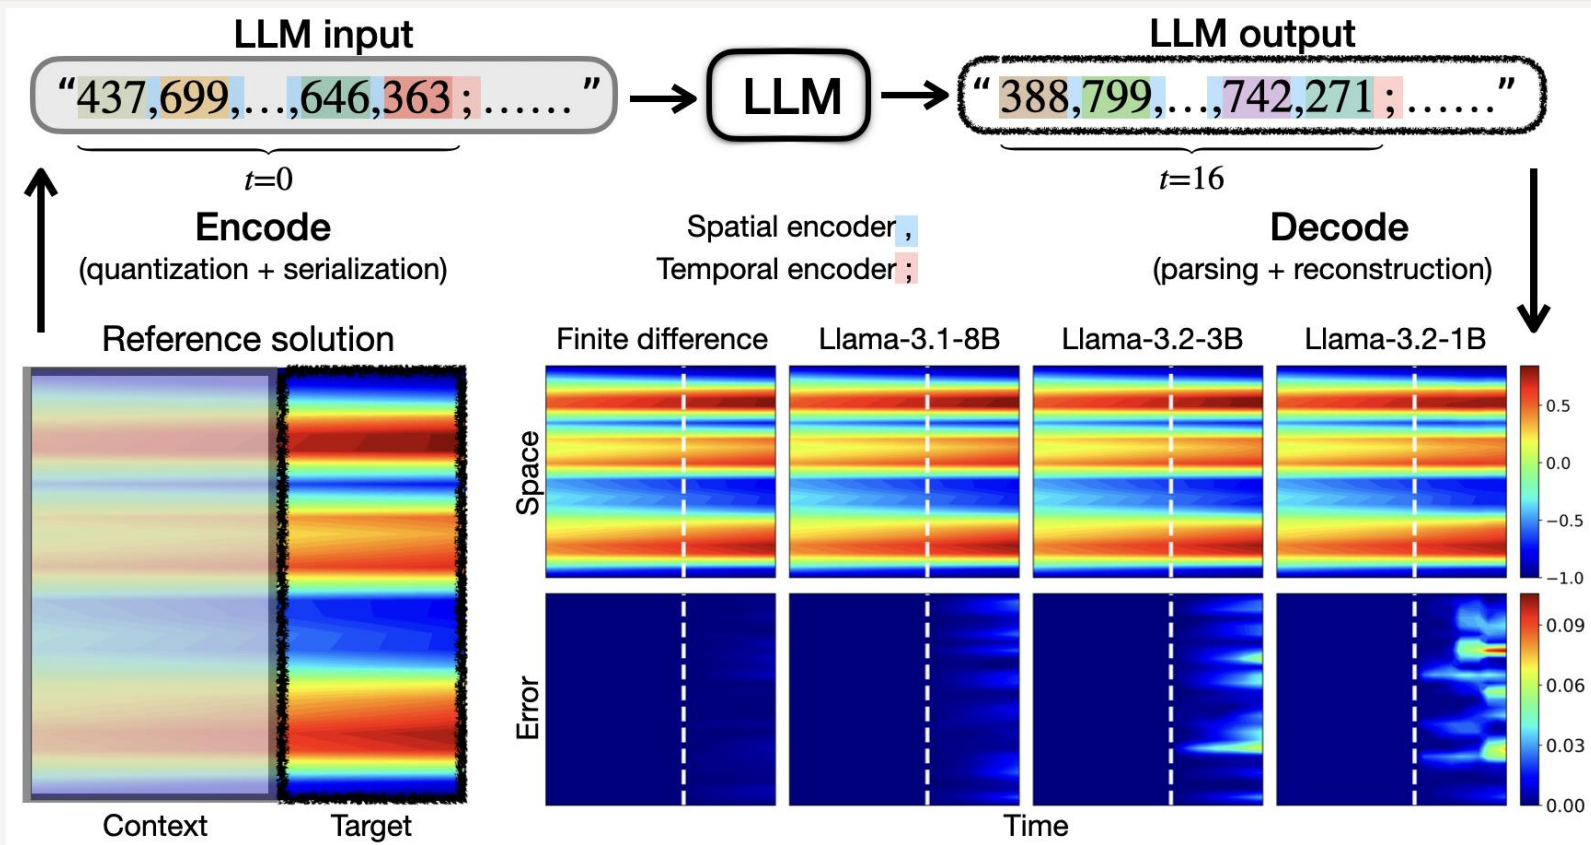 LLM input
“437,699,...,646,363;......”
t=0
LLM
LLM output
“388,799,...,742,271;......”
t=16
Encode
(quantization + serialization)
Spatial encoder ,
Temporal encoder ;
Decode
(parsing + reconstruction)
Reference solution
Context
Target
Finite difference
Llama-3.1-8B
Llama-3.2-3B
Llama-3.2-1B
Space
0.5
0.0
−0.5
−1.0
Error
0.09
0.06
0.03
0.00
Time